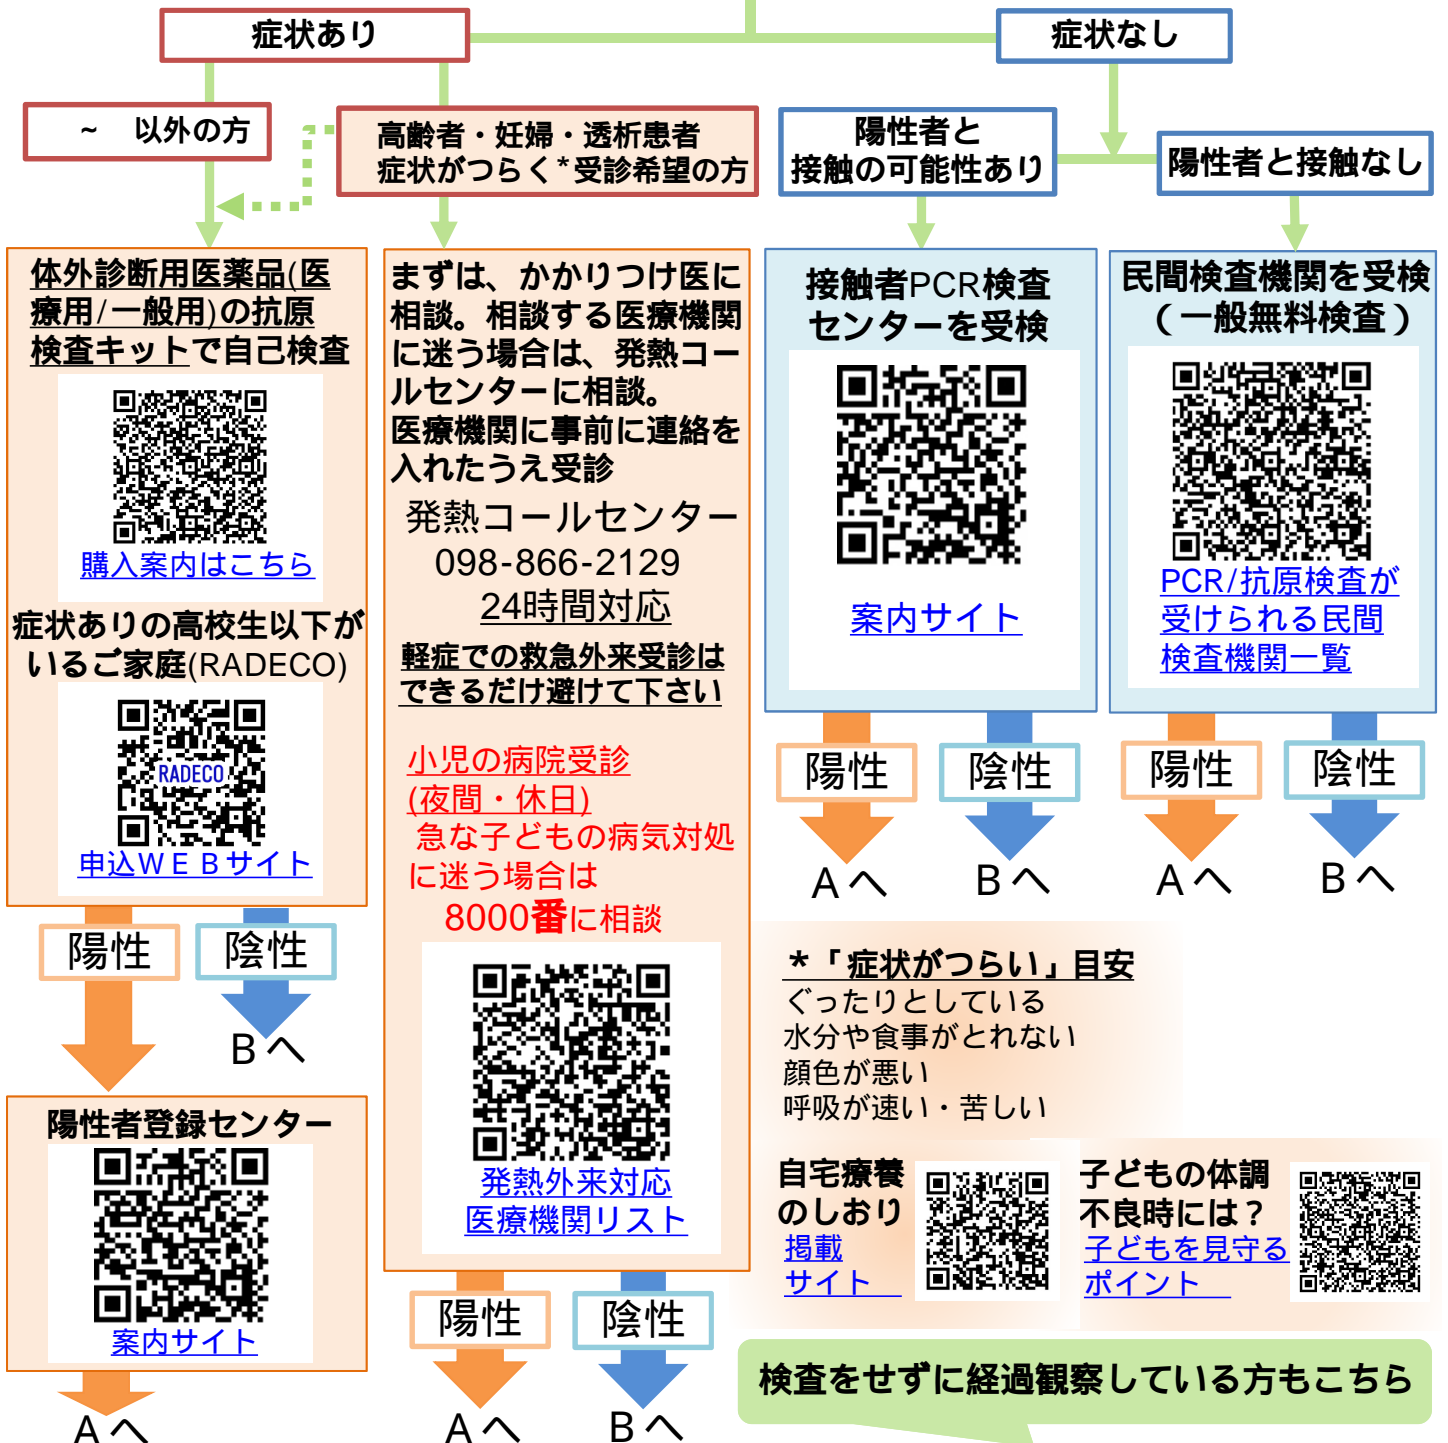 症状あり
症状なし
~　以外の方
高齢者・妊婦・透析患者
症状がつらく*受診希望の方
陽性者と
接触の可能性あり
陽性者と接触なし
体外診断用医薬品(医
療用/一般用)の抗原
検査キットで自己検査
購入案内はこちら
症状ありの高校生以下が
いるご家庭(RADECO)
RADECO
申込ＷＥＢサイト
陽性
陰性
Bへ
陽性者登録センター
案内サイト
Aへ
まずは、かかりつけ医に
相談。相談する医療機関
に迷う場合は、発熱コー
ルセンターに相談。
医療機関に事前に連絡を
入れたうえ受診
発熱コールセンター
098-866-2129
24時間対応
軽症での救急外来受診は
できるだけ避けて下さい
小児の病院受診
(夜間・休日)
急な子どもの病気対処
に迷う場合は
8000番に相談
発熱外来対応
医療機関リスト
陽性
陰性
Aへ
Bへ
接触者PCR検査
センターを受検
案内サイト
陽性
陰性
Aへ
Bへ
民間検査機関を受検
（一般無料検査）
PCR/抗原検査が
受けられる民間
検査機関一覧
陽性
陰性
Aへ
Bへ
*「症状がつらい」目安
ぐったりとしている
水分や食事がとれない
顔色が悪い
呼吸が速い・苦しい
自宅療養
のしおり
掲載
サイト
子どもの体調
不良時には？
子どもを見守る
ポイント
検査をせずに経過観察している方もこちら